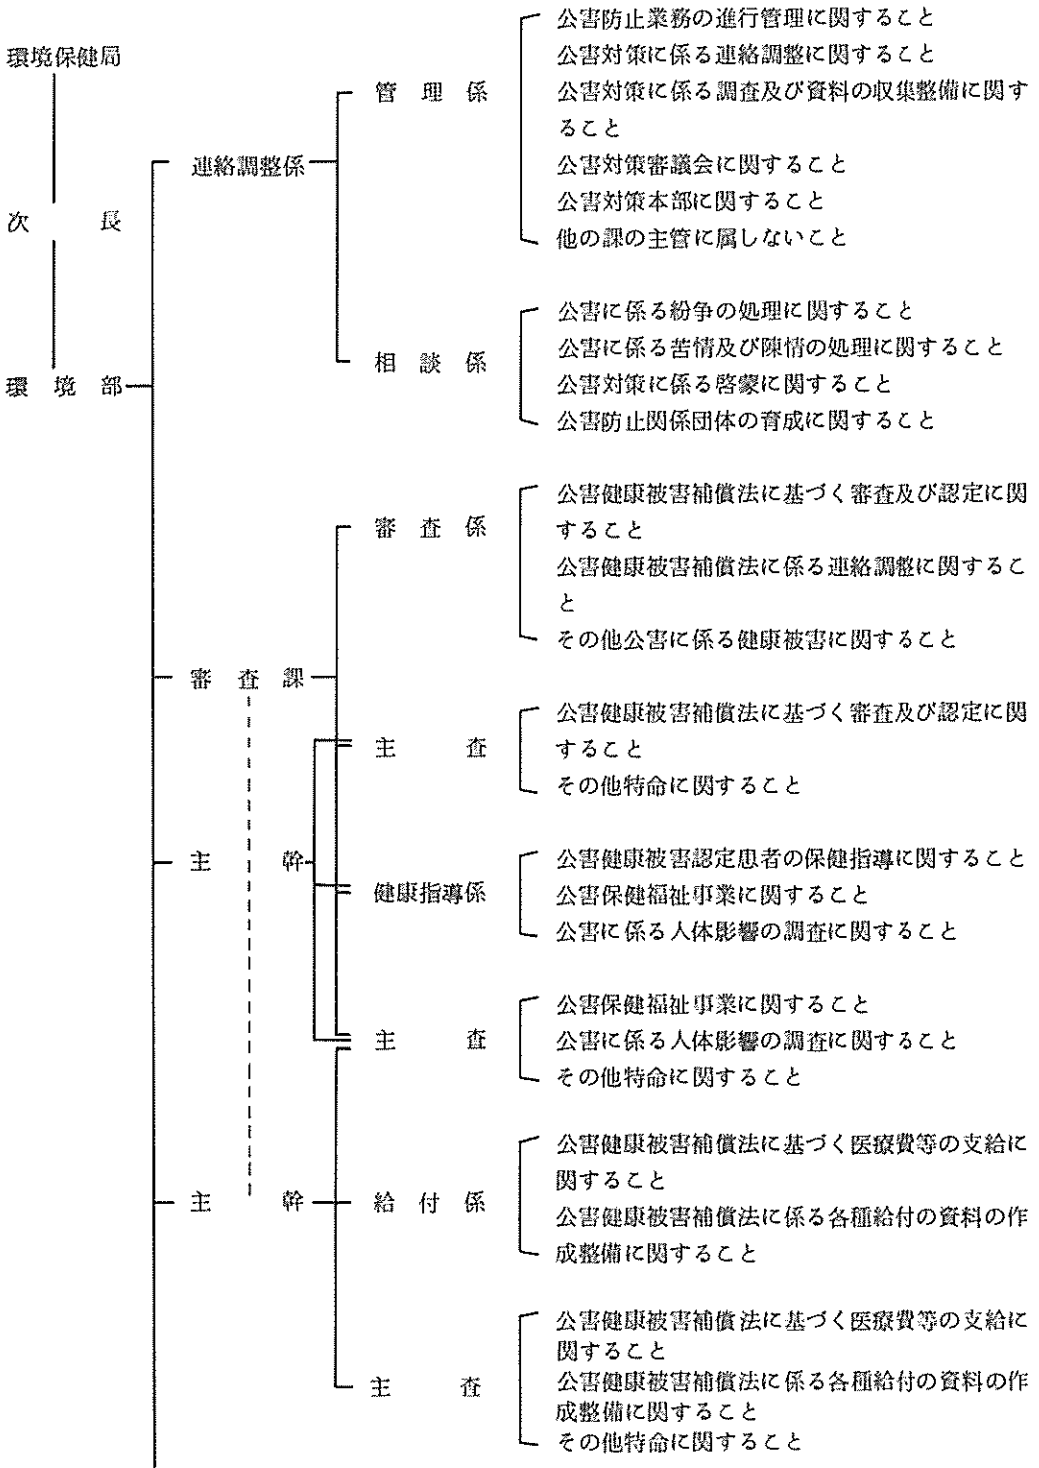 環境保健局
次長
環境部
連絡調整係
管理係
公害防止業務の進行管理に関すること
公害対策に係る連絡調整に関すること
公害対策に係る調査及び資料の収集整備に関す
ること
公害対策審議会に関すること
公害対策本部に関すること
他の課の主管に属しないこと
相談係
公害に係る紛争の処理に関すること
公害に係る苦情及び陳情の処理に関すること
公害対策に係る啓蒙に関すること
公害防止関係団体の育成に関すること
審査課
審査係
公害健康被害補償法に基づく審査及び認定に関
すること
公害健康被害補償法に係る連絡調整に関するこ
と
その他公害に係る健康被害に関すること
主査
公害健康被害補償法に基づく審査及び認定に関
すること
その他特命に関すること
主幹
健康指導係
公害健康被害認定患者の保健指導に関すること
公害保健福祉事業に関すること
公害に係る人体影響の調査に関すること
主査
公害保健福祉事業に関すること
公害に係る人体影響の調査に関すること
その他特命に関すること
主幹
給付係
公害健康被害補償法に基づく医療費等の支給に
関すること
公害健康被害補償法に係る各種給付の資料の作
成整備に関すること
主査
公害健康被害補償法に基づく医療費等の支給に
関すること
公害健康被害補償法に係る各種給付の資料の作
成整備に関すること
その他特命に関すること